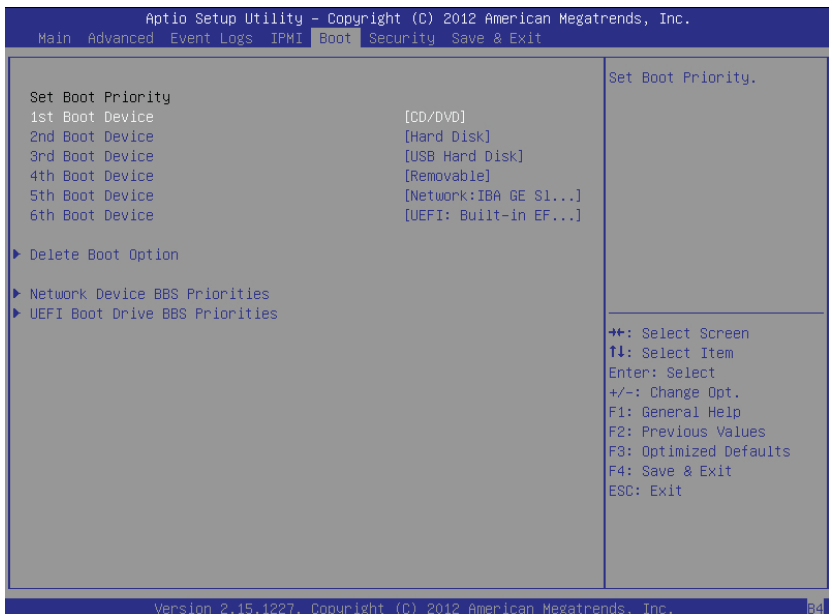 Aptio Setup Utility – Copyright (C) 2012 American Megatrends, Inc.
Main Advanced Event Logs IPMI Boot Security Save & Exit
Set Boot Priority
1st Boot Device [CD/DVD]
2nd Boot Device [Hard Disk]
3rd Boot Device [USB Hard Disk]
4th Boot Device [Removable]
5th Boot Device [Network:IBA GE Sl...]
6th Boot Device [UEFI: Built-in EF...]
Delete Boot Option
Network Device BBS Priorities
UEFI Boot Drive BBS Priorities
Set Boot Priority.
→←: Select Screen
↑↓: Select Item
Enter: Select
+/-: Change Opt.
F1: General Help
F2: Previous Values
F3: Optimized Defaults
F4: Save & Exit
ESC: Exit
Version 2.15.1227. Copyright (C) 2012 American Megatrends, Inc.
B4